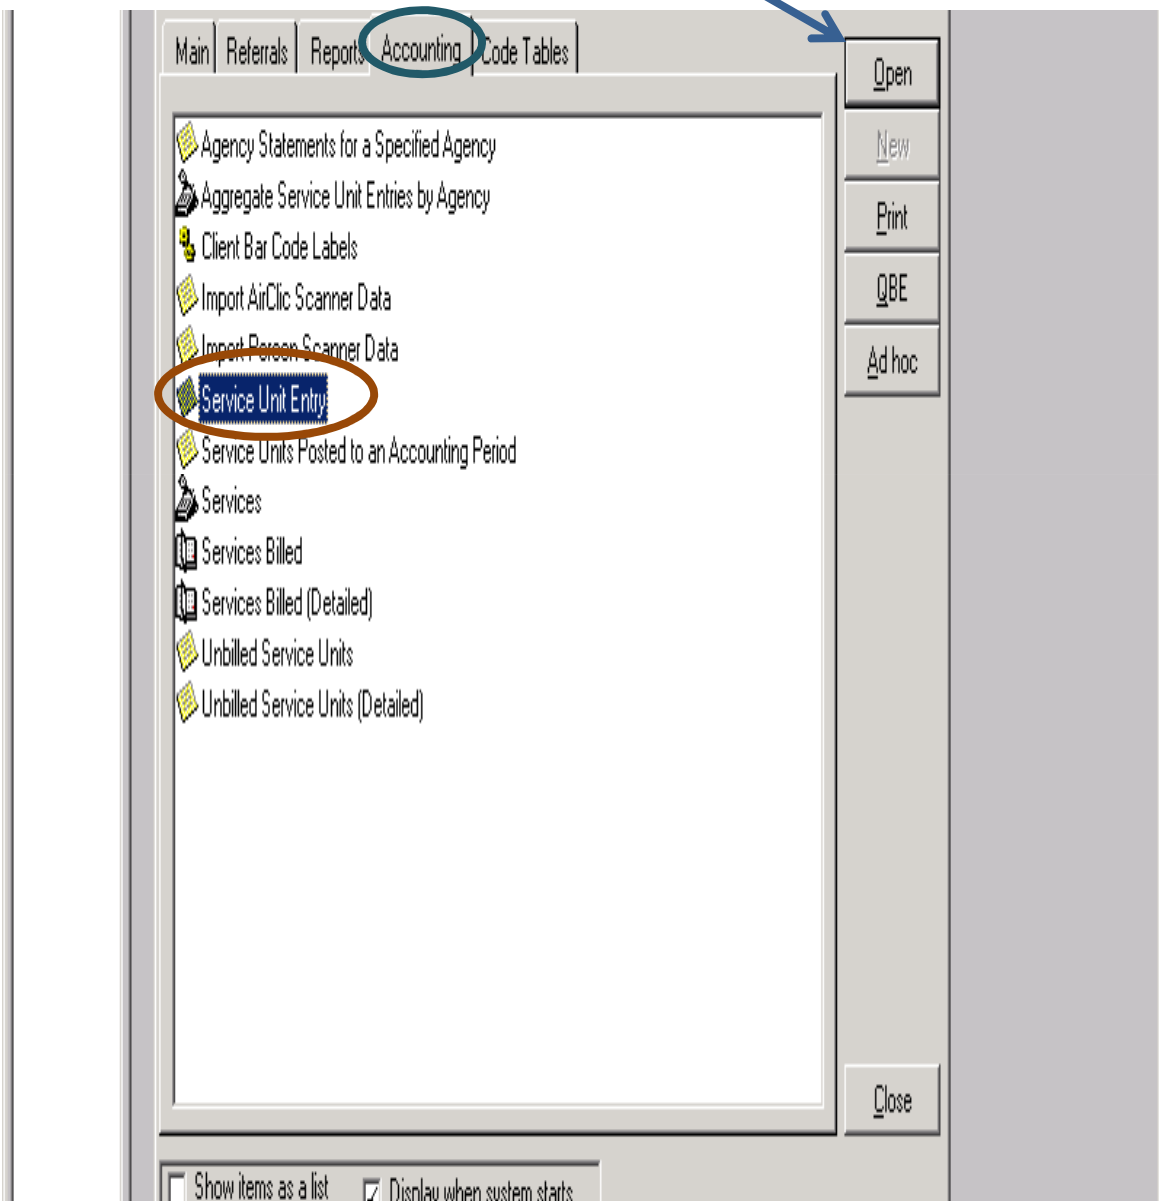 Main Referrals Reports Accounting Code Tables
Open
New
Print
QBE
Ad hoc
Agency Statements for a Specified Agency
Aggregate Service Unit Entries by Agency
Client Bar Code Labels
Import AirClic Scanner Data
Import Person Scanner Data
Service Unit Entry
Service Units Posted to an Accounting Period
Services
Services Billed
Services Billed (Detailed)
Unbilled Service Units
Unbilled Service Units (Detailed)
Close
Show items as a list Display when system starts